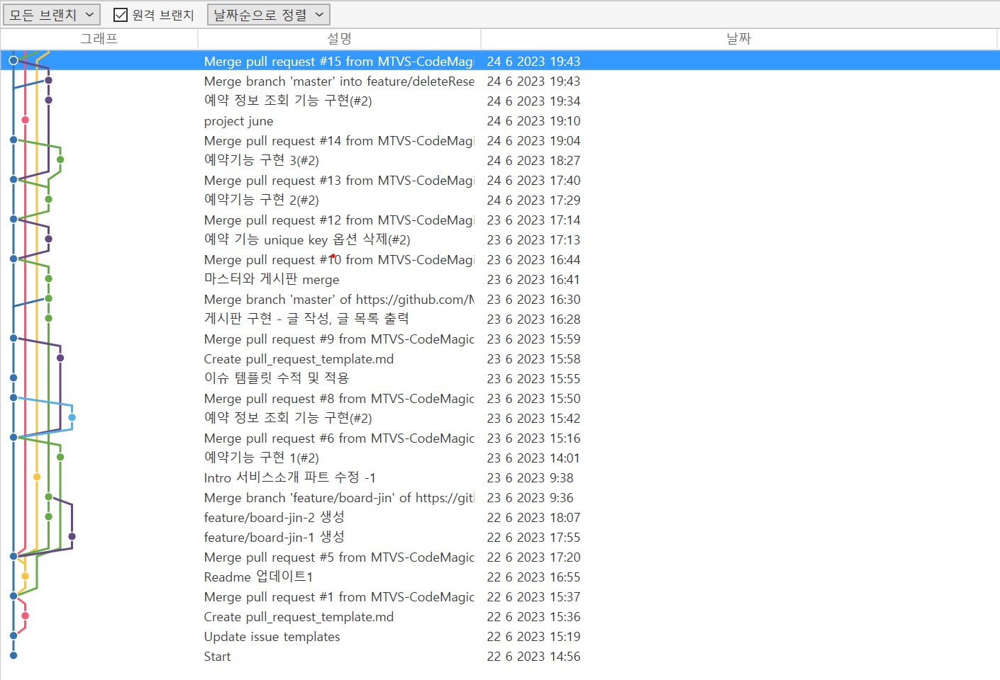 모든 브랜치 원격 브랜치 날짜순으로 정렬
그래프 설명 날짜
Merge pull request #15 from MTVS-CodeMagi 24 6 2023 19:43
Merge branch 'master' into feature/deleteRese 24 6 2023 19:43
예약 정보 조회 기능 구현(#2) 24 6 2023 19:34
project june 24 6 2023 19:10
Merge pull request #14 from MTVS-CodeMagi 24 6 2023 19:04
예약기능 구현 3(#2) 24 6 2023 18:27
Merge pull request #13 from MTVS-CodeMagi 24 6 2023 17:40
예약기능 구현 2(#2) 24 6 2023 17:29
Merge pull request #12 from MTVS-CodeMagi 23 6 2023 17:14
예약 기능 unique key 옵션 삭제(#2) 23 6 2023 17:13
Merge pull request #10 from MTVS-CodeMagi 23 6 2023 16:44
마스터와 게시판 merge 23 6 2023 16:41
Merge branch 'master' of https://github.com/M 23 6 2023 16:30
게시판 구현 - 글 작성, 글 목록 출력 23 6 2023 16:28
Merge pull request #9 from MTVS-CodeMagic 23 6 2023 15:59
Create pull_request_template.md 23 6 2023 15:58
이슈 템플릿 수적 및 적용 23 6 2023 15:55
Merge pull request #8 from MTVS-CodeMagic 23 6 2023 15:50
예약 정보 조회 기능 구현(#2) 23 6 2023 15:42
Merge pull request #6 from MTVS-CodeMagic 23 6 2023 15:16
예약기능 구현 1(#2) 23 6 2023 14:01
Intro 서비스소개 파트 수정 -1 23 6 2023 9:38
Merge branch 'feature/board-jin' of https://gitl 23 6 2023 9:36
feature/board-jin-2 생성 22 6 2023 18:07
feature/board-jin-1 생성 22 6 2023 17:55
Merge pull request #5 from MTVS-CodeMagic 22 6 2023 17:20
Readme 업데이트1 22 6 2023 16:55
Merge pull request #1 from MTVS-CodeMagic 22 6 2023 15:37
Create pull_request_template.md 22 6 2023 15:36
Update issue templates 22 6 2023 15:19
Start 22 6 2023 14:56